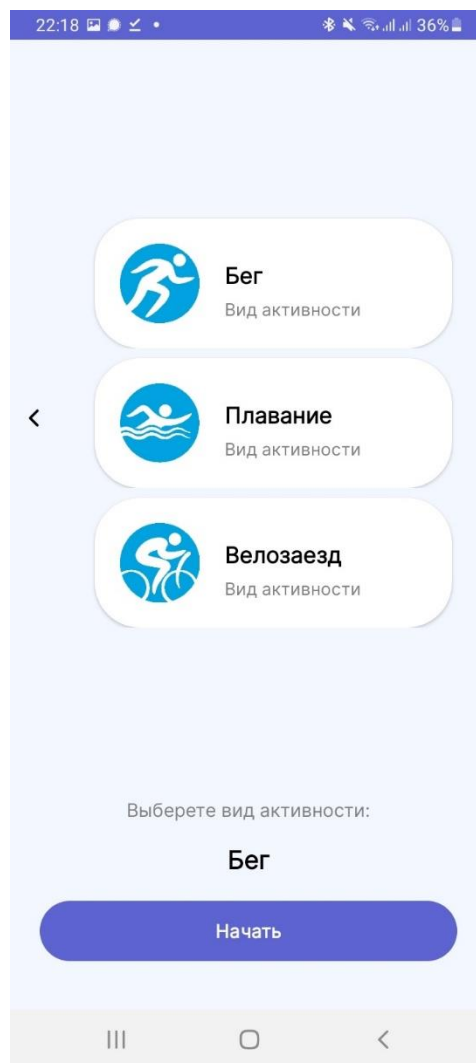 22:18 36%
Бег
Вид активности
Плавание
Вид активности
Велозаезд
Вид активности
Выберете вид активности:
Бег
Начать